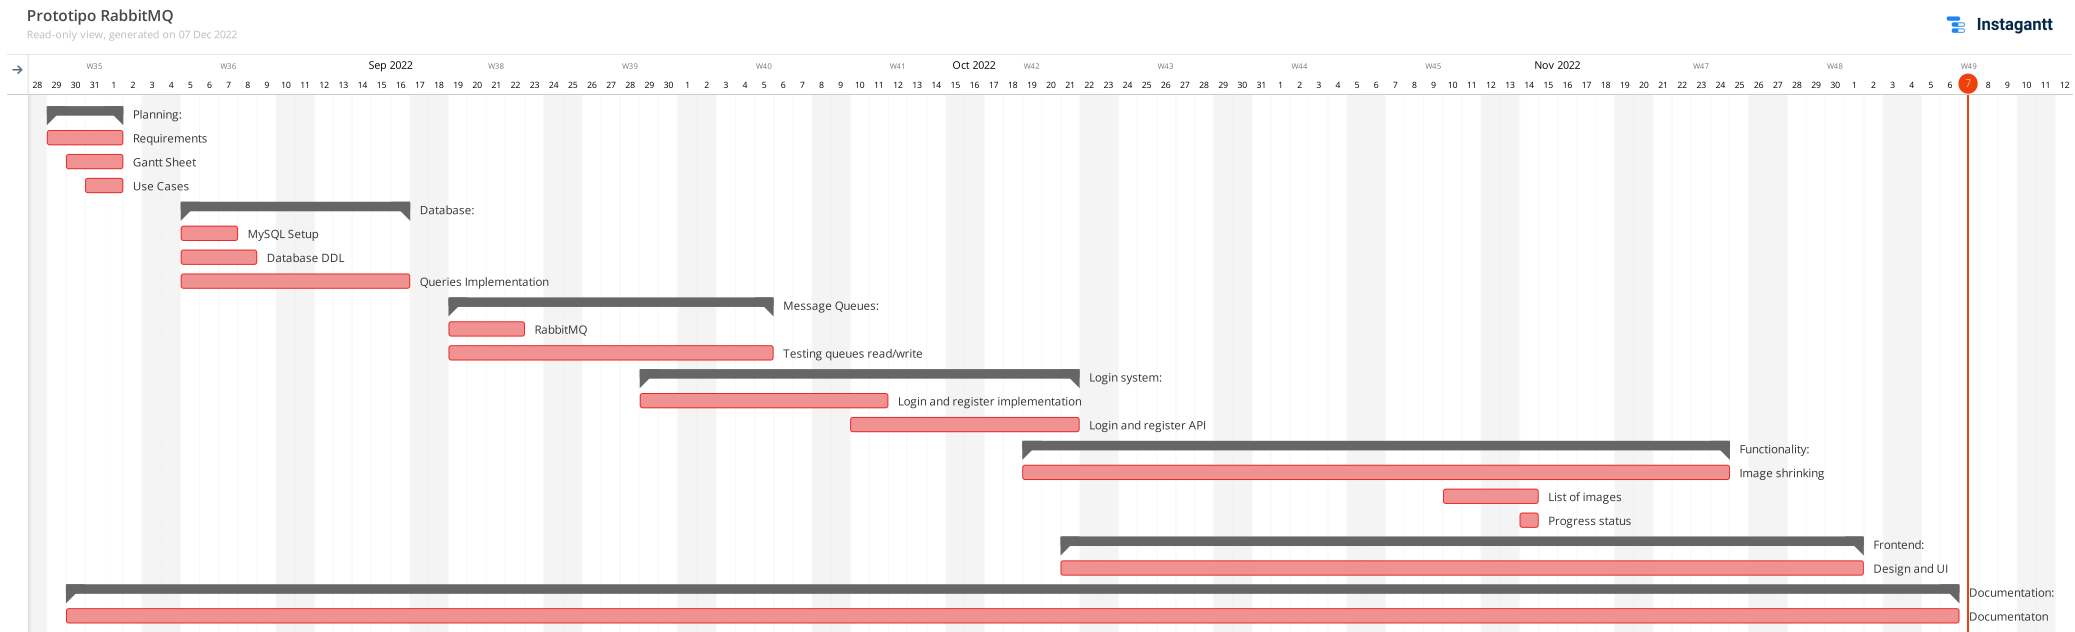 Prototipo RabbitMQ
Read-only view, generated on 07 Dec 2022
Instagantt
W35 W36 Sep 2022 W38 W39 W40 W41 Oct 2022 W42 W43 W44 W45 Nov 2022 W47 W48 W49
28 29 30 31 1 2 3 4 5 6 7 8 9 10 11 12 13 14 15 16 17 18 19 20 21 22 23 24 25 26 27 28 29 30 1 2 3 4 5 6 7 8 9 10 11 12 13 14 15 16 17 18 19 20 21 22 23 24 25 26 27 28 29 30 31 1 2 3 4 5 6 7 8 9 10 11 12 13 14 15 16 17 18 19 20 21 22 23 24 25 26 27 28 29 30 1 2 3 4 5 6 7 8 9 10 11 12
Planning:
Requirements
Gantt Sheet
Use Cases
Database:
MySQL Setup
Database DDL
Queries Implementation
Message Queues:
RabbitMQ
Testing queues read/write
Login system:
Login and register implementation
Login and register API
Functionality:
Image shrinking
List of images
Progress status
Frontend:
Design and UI
Documentation:
Documentaton